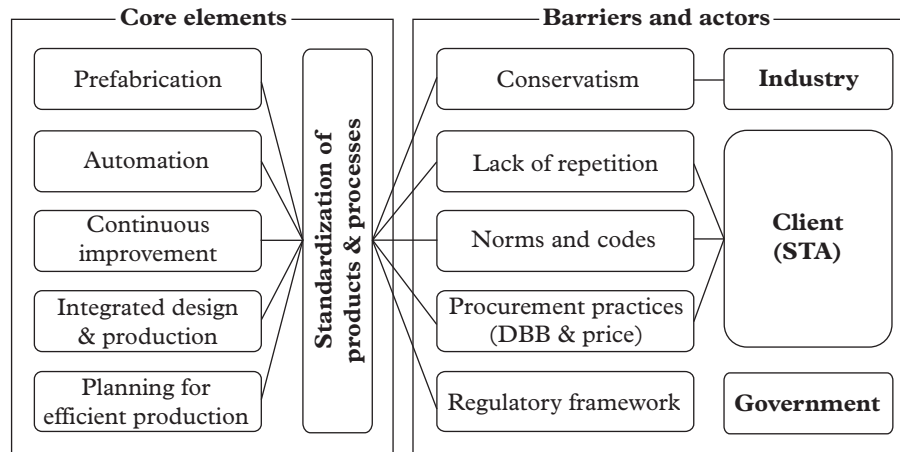 Core elements
Prefabrication
Automation
Continuous
improvement
Integrated design
& production
Planning for
efficient production
Standardization of
products & processes
Barriers and actors
Conservatism
Lack of repetition
Norms and codes
Procurement practices
(DBB & price)
Regulatory framework
Industry
Client
(STA)
Government